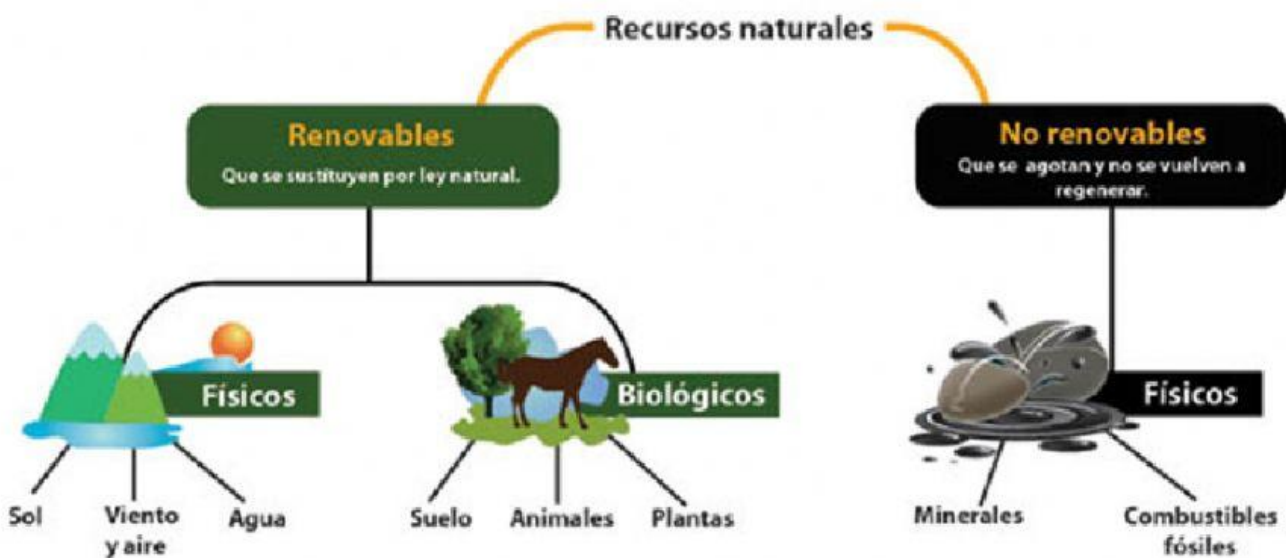 Recursos naturales
Renovables
Que se sustituyen por ley natural.
No renovables
Que se agotan y no se vuelven a
regenerar.
Físicos
Sol
Viento
y aire
Agua
Biológicos
Suelo
Animales
Plantas
Físicos
Minerales
Combustibles
fósiles